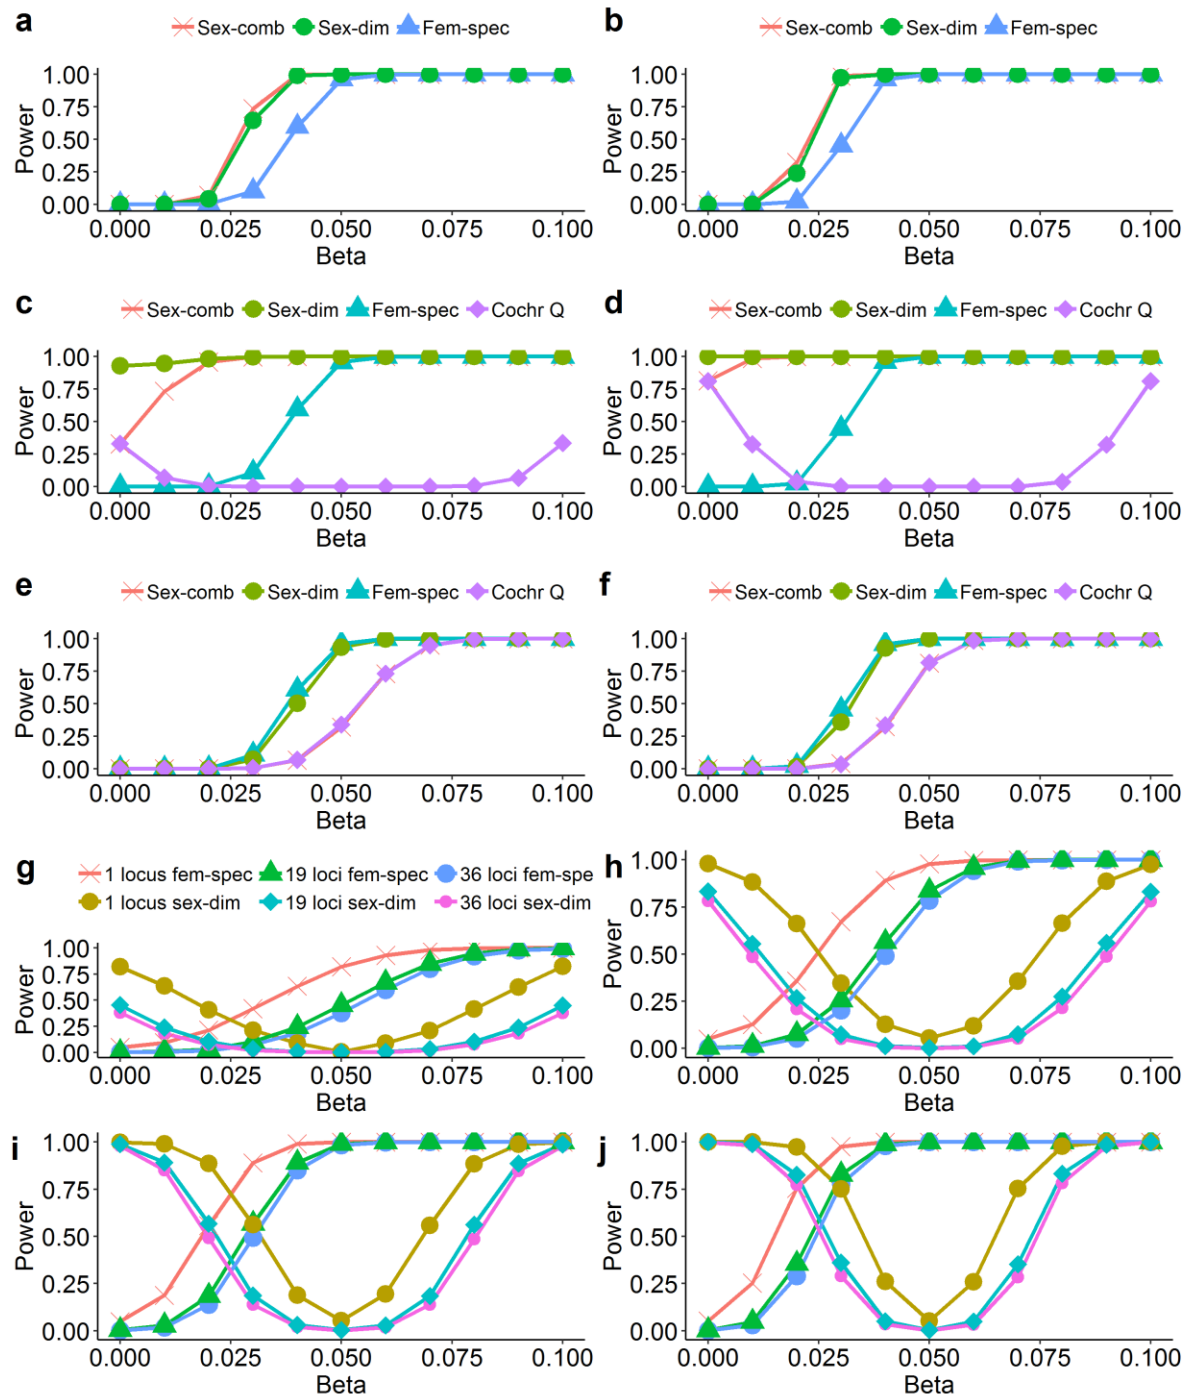 a
Sex-comb Sex-dim Fem-spec
1.00
0.75
0.50
0.25
0.00
Power
0.000 0.025 0.050 0.075 0.100
Beta
b
Sex-comb Sex-dim Fem-spec
1.00
0.75
0.50
0.25
0.00
Power
0.000 0.025 0.050 0.075 0.100
Beta
c
Sex-comb Sex-dim Fem-spec Cochr Q
1.00
0.75
0.50
0.25
0.00
Power
0.000 0.025 0.050 0.075 0.100
Beta
d
Sex-comb Sex-dim Fem-spec Cochr Q
1.00
0.75
0.50
0.25
0.00
Power
0.000 0.025 0.050 0.075 0.100
Beta
e
Sex-comb Sex-dim Fem-spec Cochr Q
1.00
0.75
0.50
0.25
0.00
Power
0.000 0.025 0.050 0.075 0.100
Beta
f
Sex-comb Sex-dim Fem-spec Cochr Q
1.00
0.75
0.50
0.25
0.00
Power
0.000 0.025 0.050 0.075 0.100
Beta
g
1 locus fem-spec 19 loci fem-spec 36 loci fem-spe
1 locus sex-dim 19 loci sex-dim 36 loci sex-dim
1.00
0.75
0.50
0.25
0.00
Power
0.000 0.025 0.050 0.075 0.100
Beta
h
1.00
0.75
0.50
0.25
0.00
Power
0.000 0.025 0.050 0.075 0.100
Beta
i
1.00
0.75
0.50
0.25
0.00
Power
0.000 0.025 0.050 0.075 0.100
Beta
j
1.00
0.75
0.50
0.25
0.00
Power
0.000 0.025 0.050 0.075 0.100
Beta